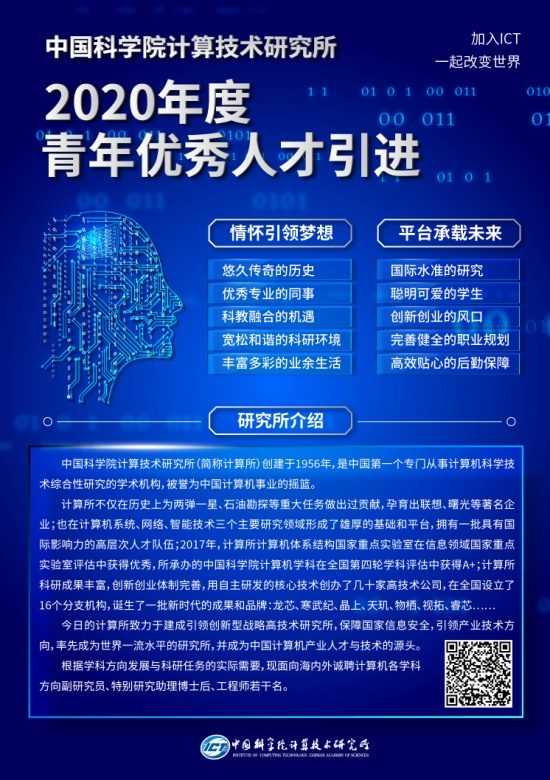 中国科学院计算技术研究所
加入ICT
一起改变世界
2020年度
青年优秀人才引进
1 1 01 0 1 00 011 010
00 011 01
01 0 1
情怀引领梦想
悠久传奇的历史
优秀专业的同事
科教融合的机遇
宽松和谐的科研环境
丰富多彩的业余生活
平台承载未来
国际水准的研究
聪明可爱的学生
创新创业的风口
完善健全的职业规划
高效贴心的后勤保障
研究所介绍
中国科学院计算技术研究所(简称计算所)创建于1956年,是中国第一个专门从事计算机科学技
术综合性研究的学术机构,被誉为中国计算机事业的摇篮。
计算所不仅在历史上为两弹一星、石油勘探等重大任务做出过贡献,孕育出联想、曙光等著名企
业;也在计算机系统、网络、智能技术三个主要研究领域形成了雄厚的基础和平台,拥有一批具有国
际影响力的高层次人才队伍;2017年,计算所计算机体系结构国家重点实验室在信息领域国家重点
实验室评估中获得优秀,所承办的中国科学院计算机学科在全国第四轮学科评估中获得A+;计算所
科研成果丰富,创新创业体制完善,用自主研发的核心技术创办了几十家高技术公司,在全国设立了
16个分支机构,诞生了一批新时代的成果和品牌:龙芯、寒武纪、晶上、天玑、物栖、视拓、睿芯……
今日的计算所致力于建成引领创新型战略高技术研究所,保障国家信息安全,引领产业技术方
向,率先成为世界一流水平的研究所,并成为中国计算机产业人才与技术的源头。
根据学科方向发展与科研任务的实际需要,现面向海内外诚聘计算机各学科
方向副研究员、特别研究助理博士后、工程师若干名。
ICT 中国科学院计算技术研究所
INSTITUTE OF COMPUTING TECHNOLOGY, CHINESE ACADEMY OF SCIENCES